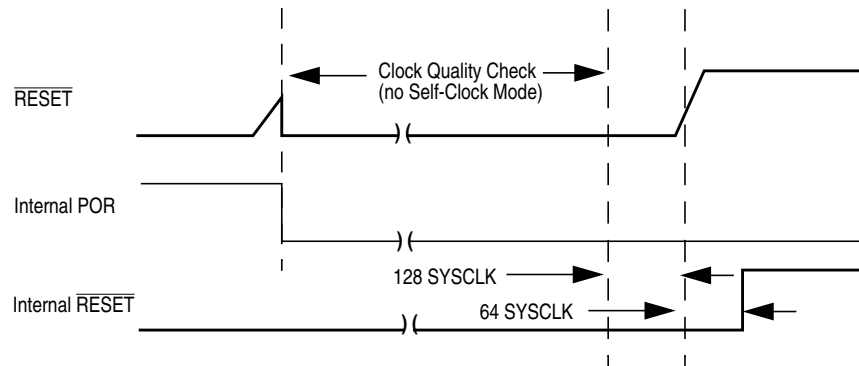 Clock Quality Check
(no Self-Clock Mode)
RESET
Internal POR
128 SYSCLK
Internal RESET
64 SYSCLK